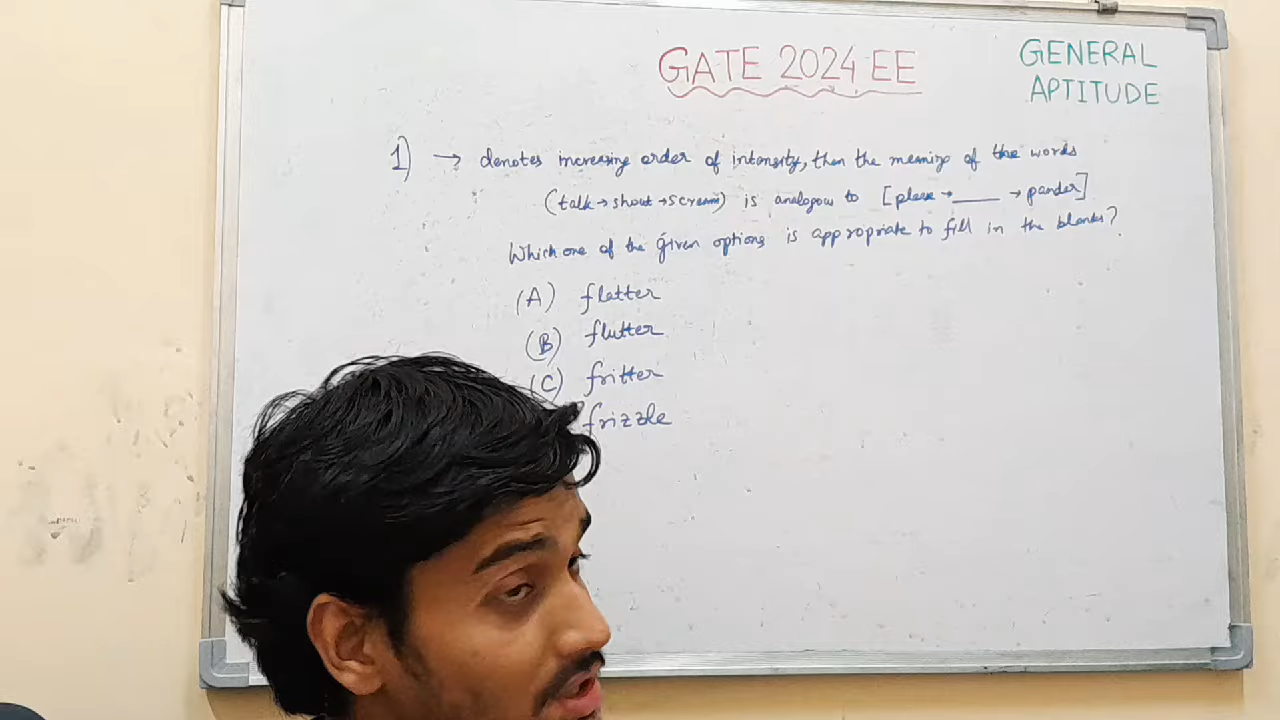 GATE 2024 EE
GENERAL
APTITUDE
1) → denotes increasing order of intensity, then the meaning of the words
(talk → shout → scream) is analogous to [please → ____ → pander]
Which one of the given options is appropriate to fill in the blanks?
(A) flatter
(B) flutter
(C) fritter
frizzle